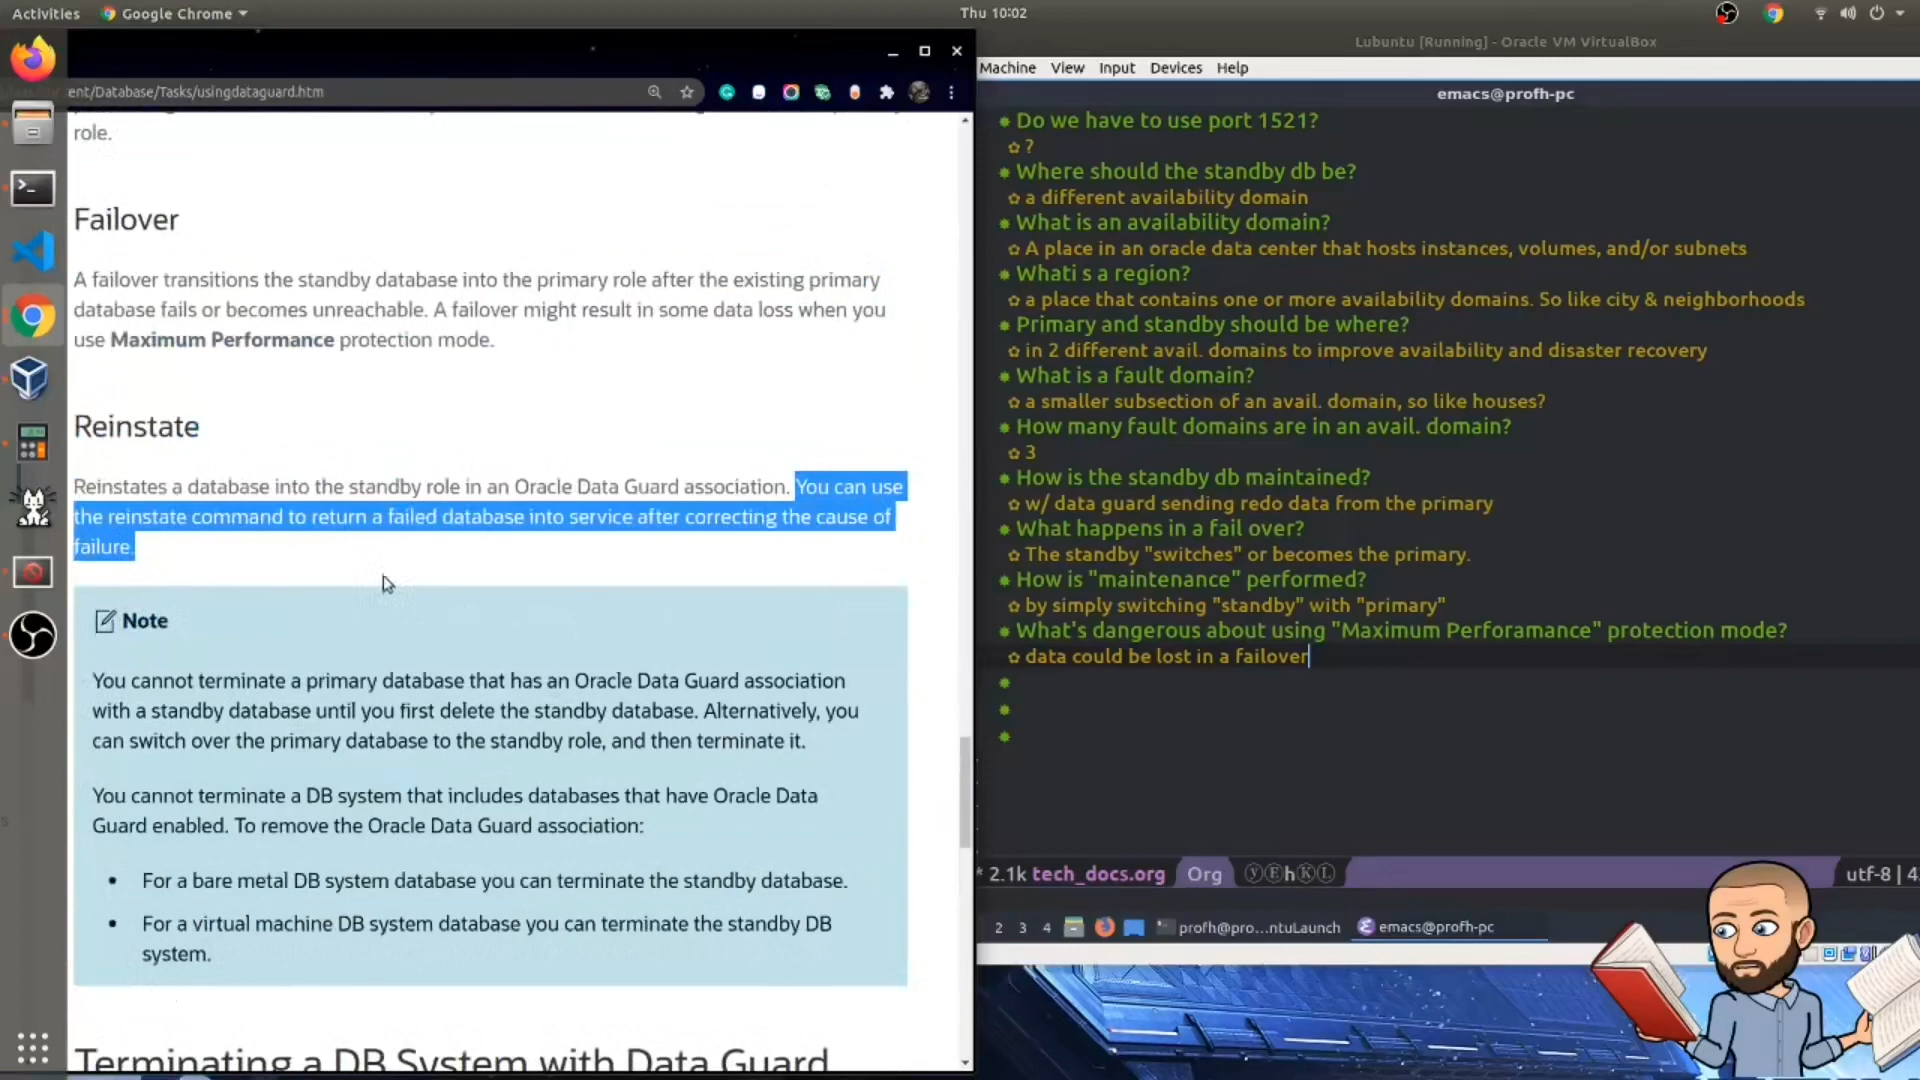 Activities
Google Chrome
Thu 10:02
ent/Database/Tasks/usingdataguard.htm
role.
Failover
A failover transitions the standby database into the primary role after the existing primary
database fails or becomes unreachable. A failover might result in some data loss when you
use Maximum Performance protection mode.
Reinstate
Reinstates a database into the standby role in an Oracle Data Guard association. You can use
the reinstate command to return a failed database into service after correcting the cause of
failure.
Note
You cannot terminate a primary database that has an Oracle Data Guard association
with a standby database until you first delete the standby database. Alternatively, you
can switch over the primary database to the standby role, and then terminate it.
You cannot terminate a DB system that includes databases that have Oracle Data
Guard enabled. To remove the Oracle Data Guard association:
• For a bare metal DB system database you can terminate the standby database.
• For a virtual machine DB system database you can terminate the standby DB
system.
Terminating a DB System with Data Guard
Lubuntu [Running] - Oracle VM VirtualBox
Machine View Input Devices Help
emacs@profh-pc
Do we have to use port 1521?
?
Where should the standby db be?
a different availability domain
What is an availability domain?
A place in an oracle data center that hosts instances, volumes, and/or subnets
Whati s a region?
a place that contains one or more availability domains. So like city & neighborhoods
Primary and standby should be where?
in 2 different avail. domains to improve availability and disaster recovery
What is a fault domain?
a smaller subsection of an avail. domain, so like houses?
How many fault domains are in an avail. domain?
3
How is the standby db maintained?
w/ data guard sending redo data from the primary
What happens in a fail over?
The standby "switches" or becomes the primary.
How is "maintenance" performed?
by simply switching "standby" with "primary"
What's dangerous about using "Maximum Perforamance" protection mode?
data could be lost in a failover
* 2.1k tech_docs.org Org ⓨⒺⓗⓀⓁ utf-8 | 4
2 3 4 profh@pro...ntuLaunch emacs@profh-pc